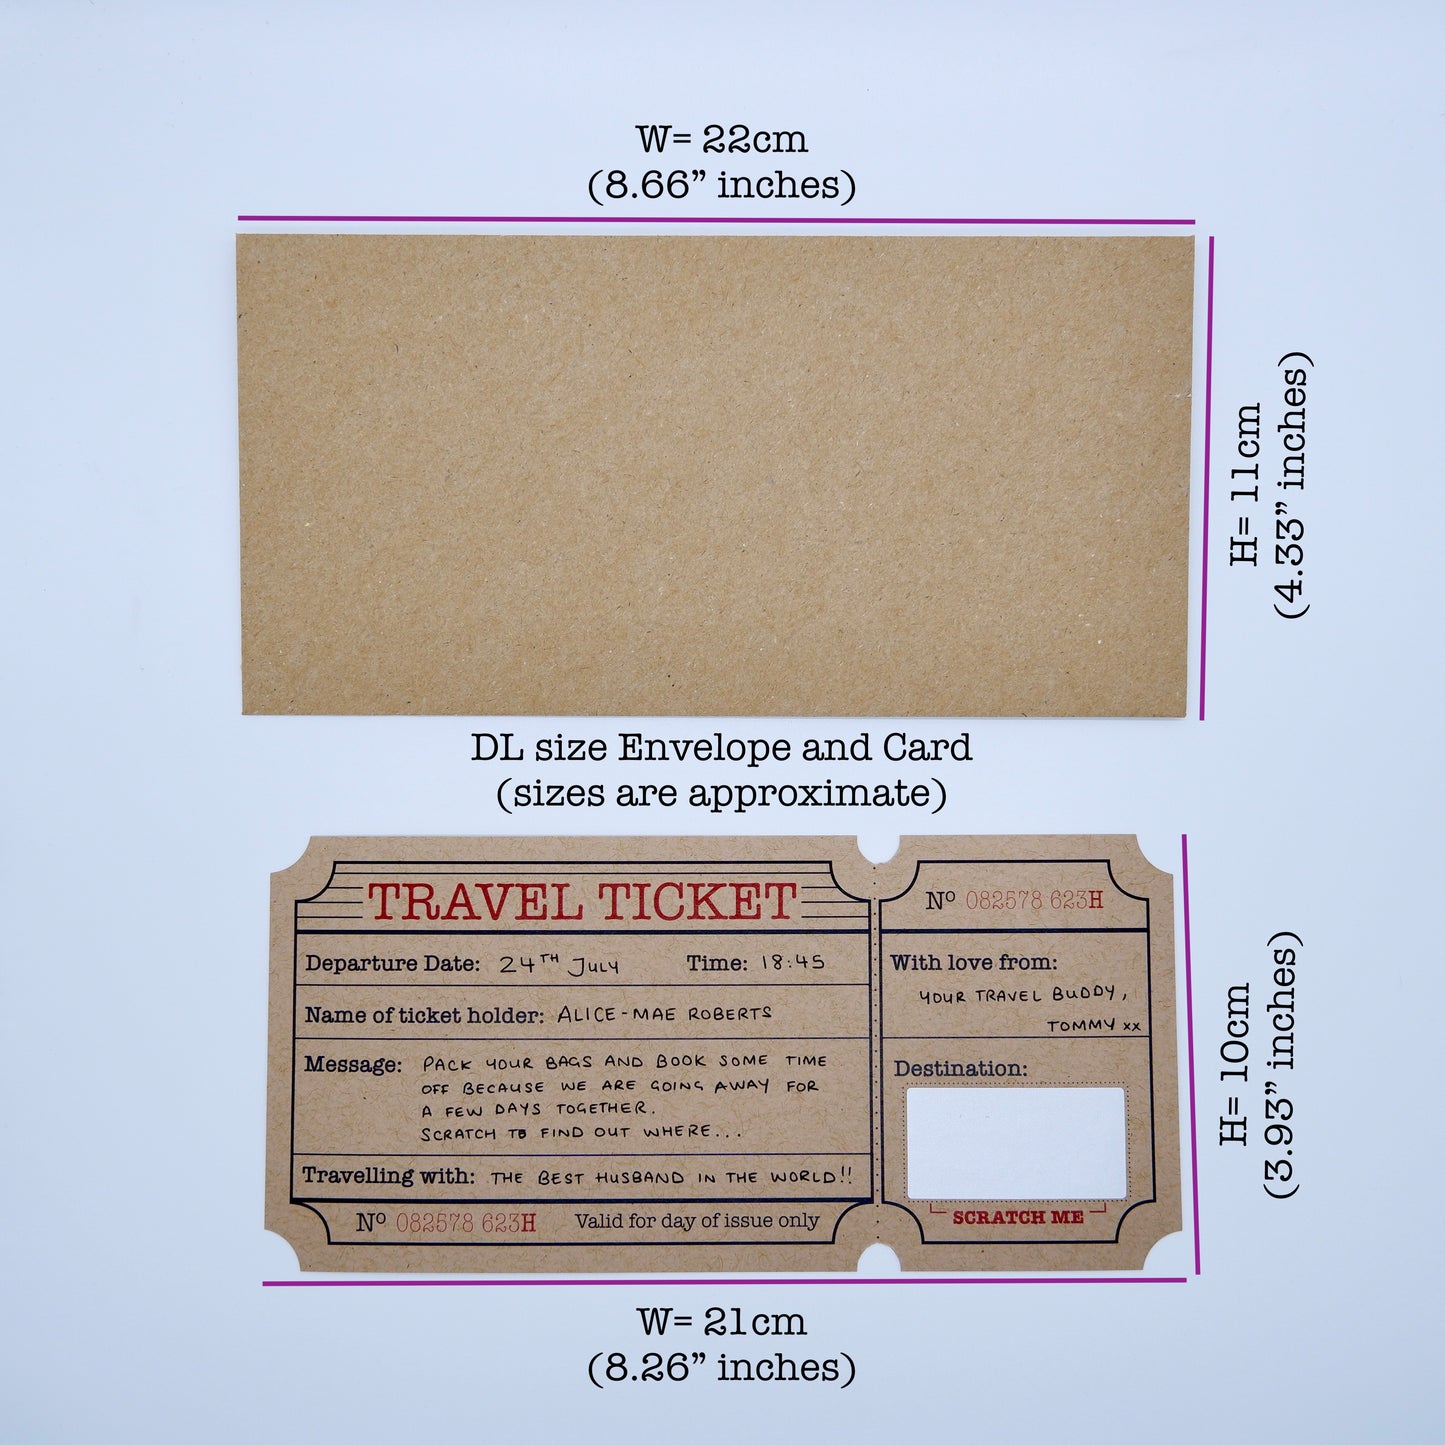 W= 22cm
(8.66” inches)
H= 11cm
(4.33” inches)
DL size Envelope and Card
(sizes are approximate)
TRAVEL TICKET
Departure Date: 24TH July Time: 18:45
Name of ticket holder: ALICE-MAE ROBERTS
Message: PACK YOUR BAGS AND BOOK SOME TIME
OFF BECAUSE WE ARE GOING AWAY FOR
A FEW DAYS TOGETHER.
SCRATCH TO FIND OUT WHERE...
Travelling with: THE BEST HUSBAND IN THE WORLD!!
Nº 082578 623H Valid for day of issue only
Nº 082578 623H
With love from:
YOUR TRAVEL BUDDY,
TOMMY xx
Destination:
SCRATCH ME
H= 10cm
(3.93” inches)
W= 21cm
(8.26” inches)